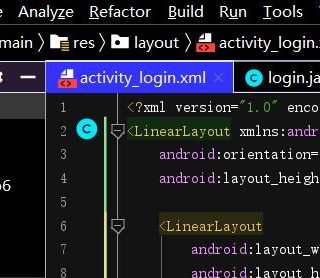 Analyze Refactor Build Run Tools
main res layout activity_login.
activity_login.xml login.ja
1 <?xml version="1.0" enco
2 <LinearLayout xmlns:andr
3 android:orientation=
4 android:layout_heigh
5
6 <LinearLayout
7 android:layout_w
8 android:layout_h